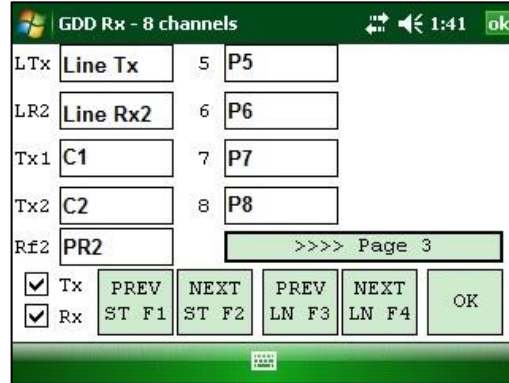 GDD Rx - 8 channels 1:41 ok
LTx Line Tx 5 P5
LR2 Line Rx2 6 P6
Tx1 C1 7 P7
Tx2 C2 8 P8
Rf2 PR2 >>>> Page 3
Tx PREV NEXT PREV NEXT OK
Rx ST F1 ST F2 LN F3 LN F4